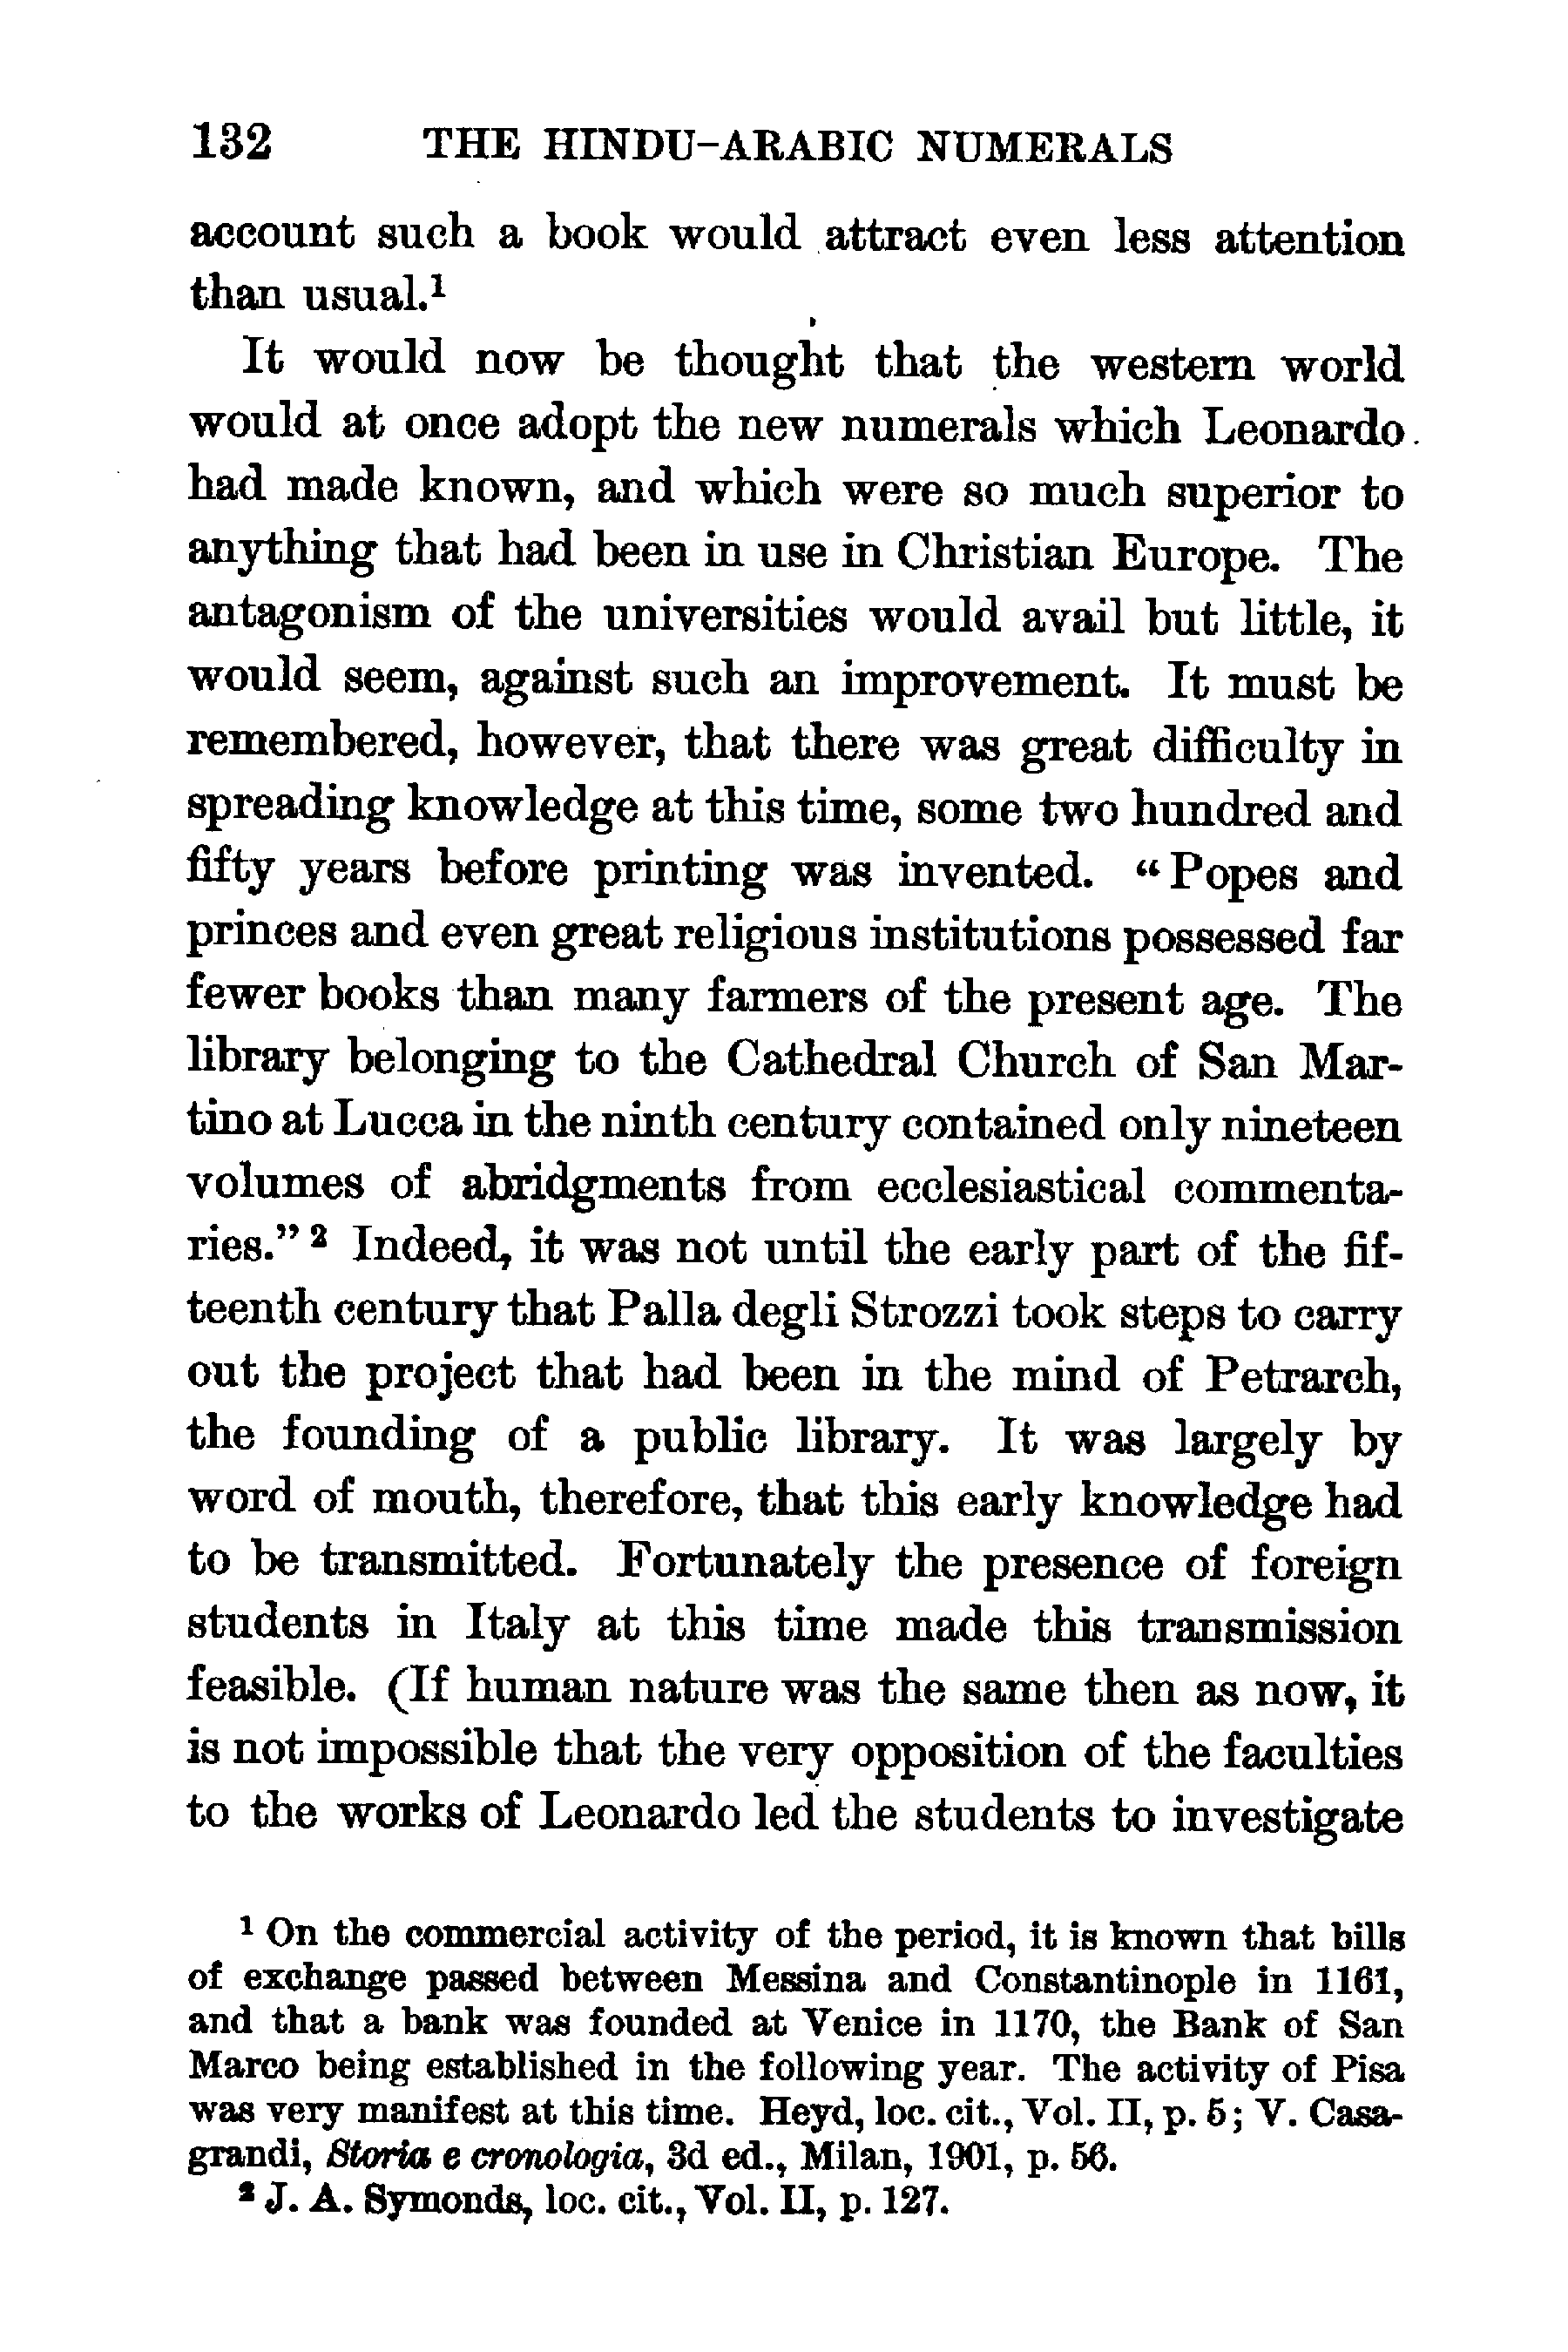 132 THE HINDU-ARABIC NUMERALS
account such a book would attract even less attention
than usual.¹
It would now be thought that the western world
would at once adopt the new numerals which Leonardo
had made known, and which were so much superior to
anything that had been in use in Christian Europe. The
antagonism of the universities would avail but little, it
would seem, against such an improvement. It must be
remembered, however, that there was great difficulty in
spreading knowledge at this time, some two hundred and
fifty years before printing was invented. “Popes and
princes and even great religious institutions possessed far
fewer books than many farmers of the present age. The
library belonging to the Cathedral Church of San Mar-
tino at Lucca in the ninth century contained only nineteen
volumes of abridgments from ecclesiastical commenta-
ries.” ² Indeed, it was not until the early part of the fif-
teenth century that Palla degli Strozzi took steps to carry
out the project that had been in the mind of Petrarch,
the founding of a public library. It was largely by
word of mouth, therefore, that this early knowledge had
to be transmitted. Fortunately the presence of foreign
students in Italy at this time made this transmission
feasible. (If human nature was the same then as now, it
is not impossible that the very opposition of the faculties
to the works of Leonardo led the students to investigate
¹ On the commercial activity of the period, it is known that bills
of exchange passed between Messina and Constantinople in 1161,
and that a bank was founded at Venice in 1170, the Bank of San
Marco being established in the following year. The activity of Pisa
was very manifest at this time. Heyd, loc. cit., Vol. II, p. 5; V. Casa-
grandi, Storia e cronologia, 3d ed., Milan, 1901, p. 56.
² J. A. Symonds, loc. cit., Vol. II, p. 127.